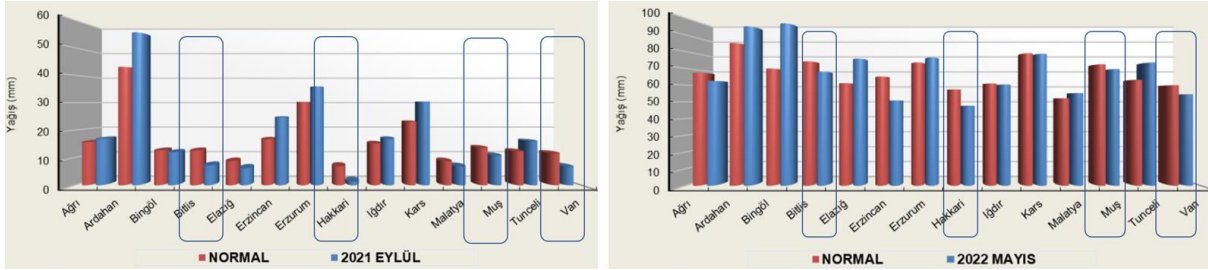 60
50
40
30
20
10
0
Yağış (mm)
Ağrı
Ardahan
Bingöl
Bitlis
Elazığ
Erzincan
Erzurum
Hakkari
Iğdır
Kars
Malatya
Muş
Tunceli
Van
NORMAL 2021 EYLÜL
100
90
80
70
60
50
40
30
20
10
0
Yağış (mm)
Ağrı
Ardahan
Bingöl
Bitlis
Elazığ
Erzincan
Erzurum
Hakkari
Iğdır
Kars
Malatya
Muş
Tunceli
Van
NORMAL 2022 MAYIS